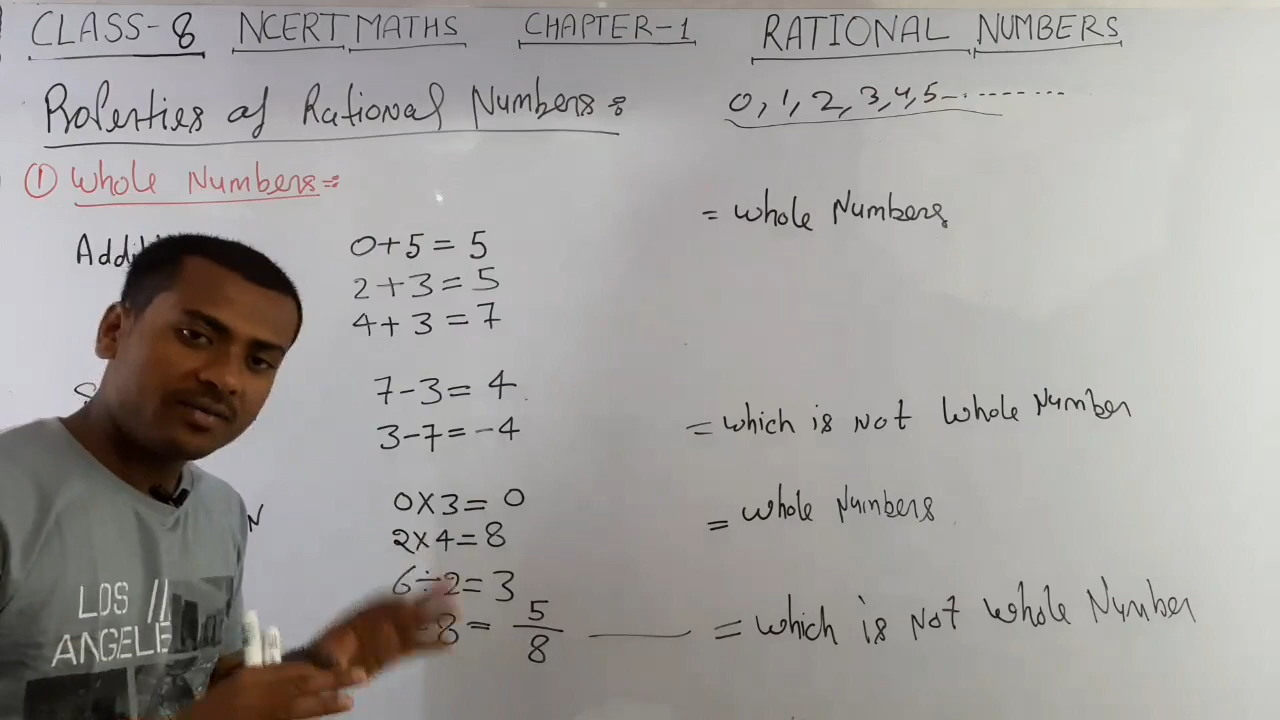 CLASS-8 NCERT MATHS CHAPTER-1 RATIONAL NUMBERS
Properties of Rational Numbers:
0, 1, 2, 3, 4, 5-.........
① Whole Numbers:-
0+5 = 5
= Whole Numbers
2+3 = 5
4+3 = 7
7-3 = 4
3-7 = -4
= Which is Not Whole Number
0×3 = 0
= Whole Numbers
2×4 = 8
6÷2 = 3
8 = 5/8 = Which is Not Whole Number
LOS //
ANGELE